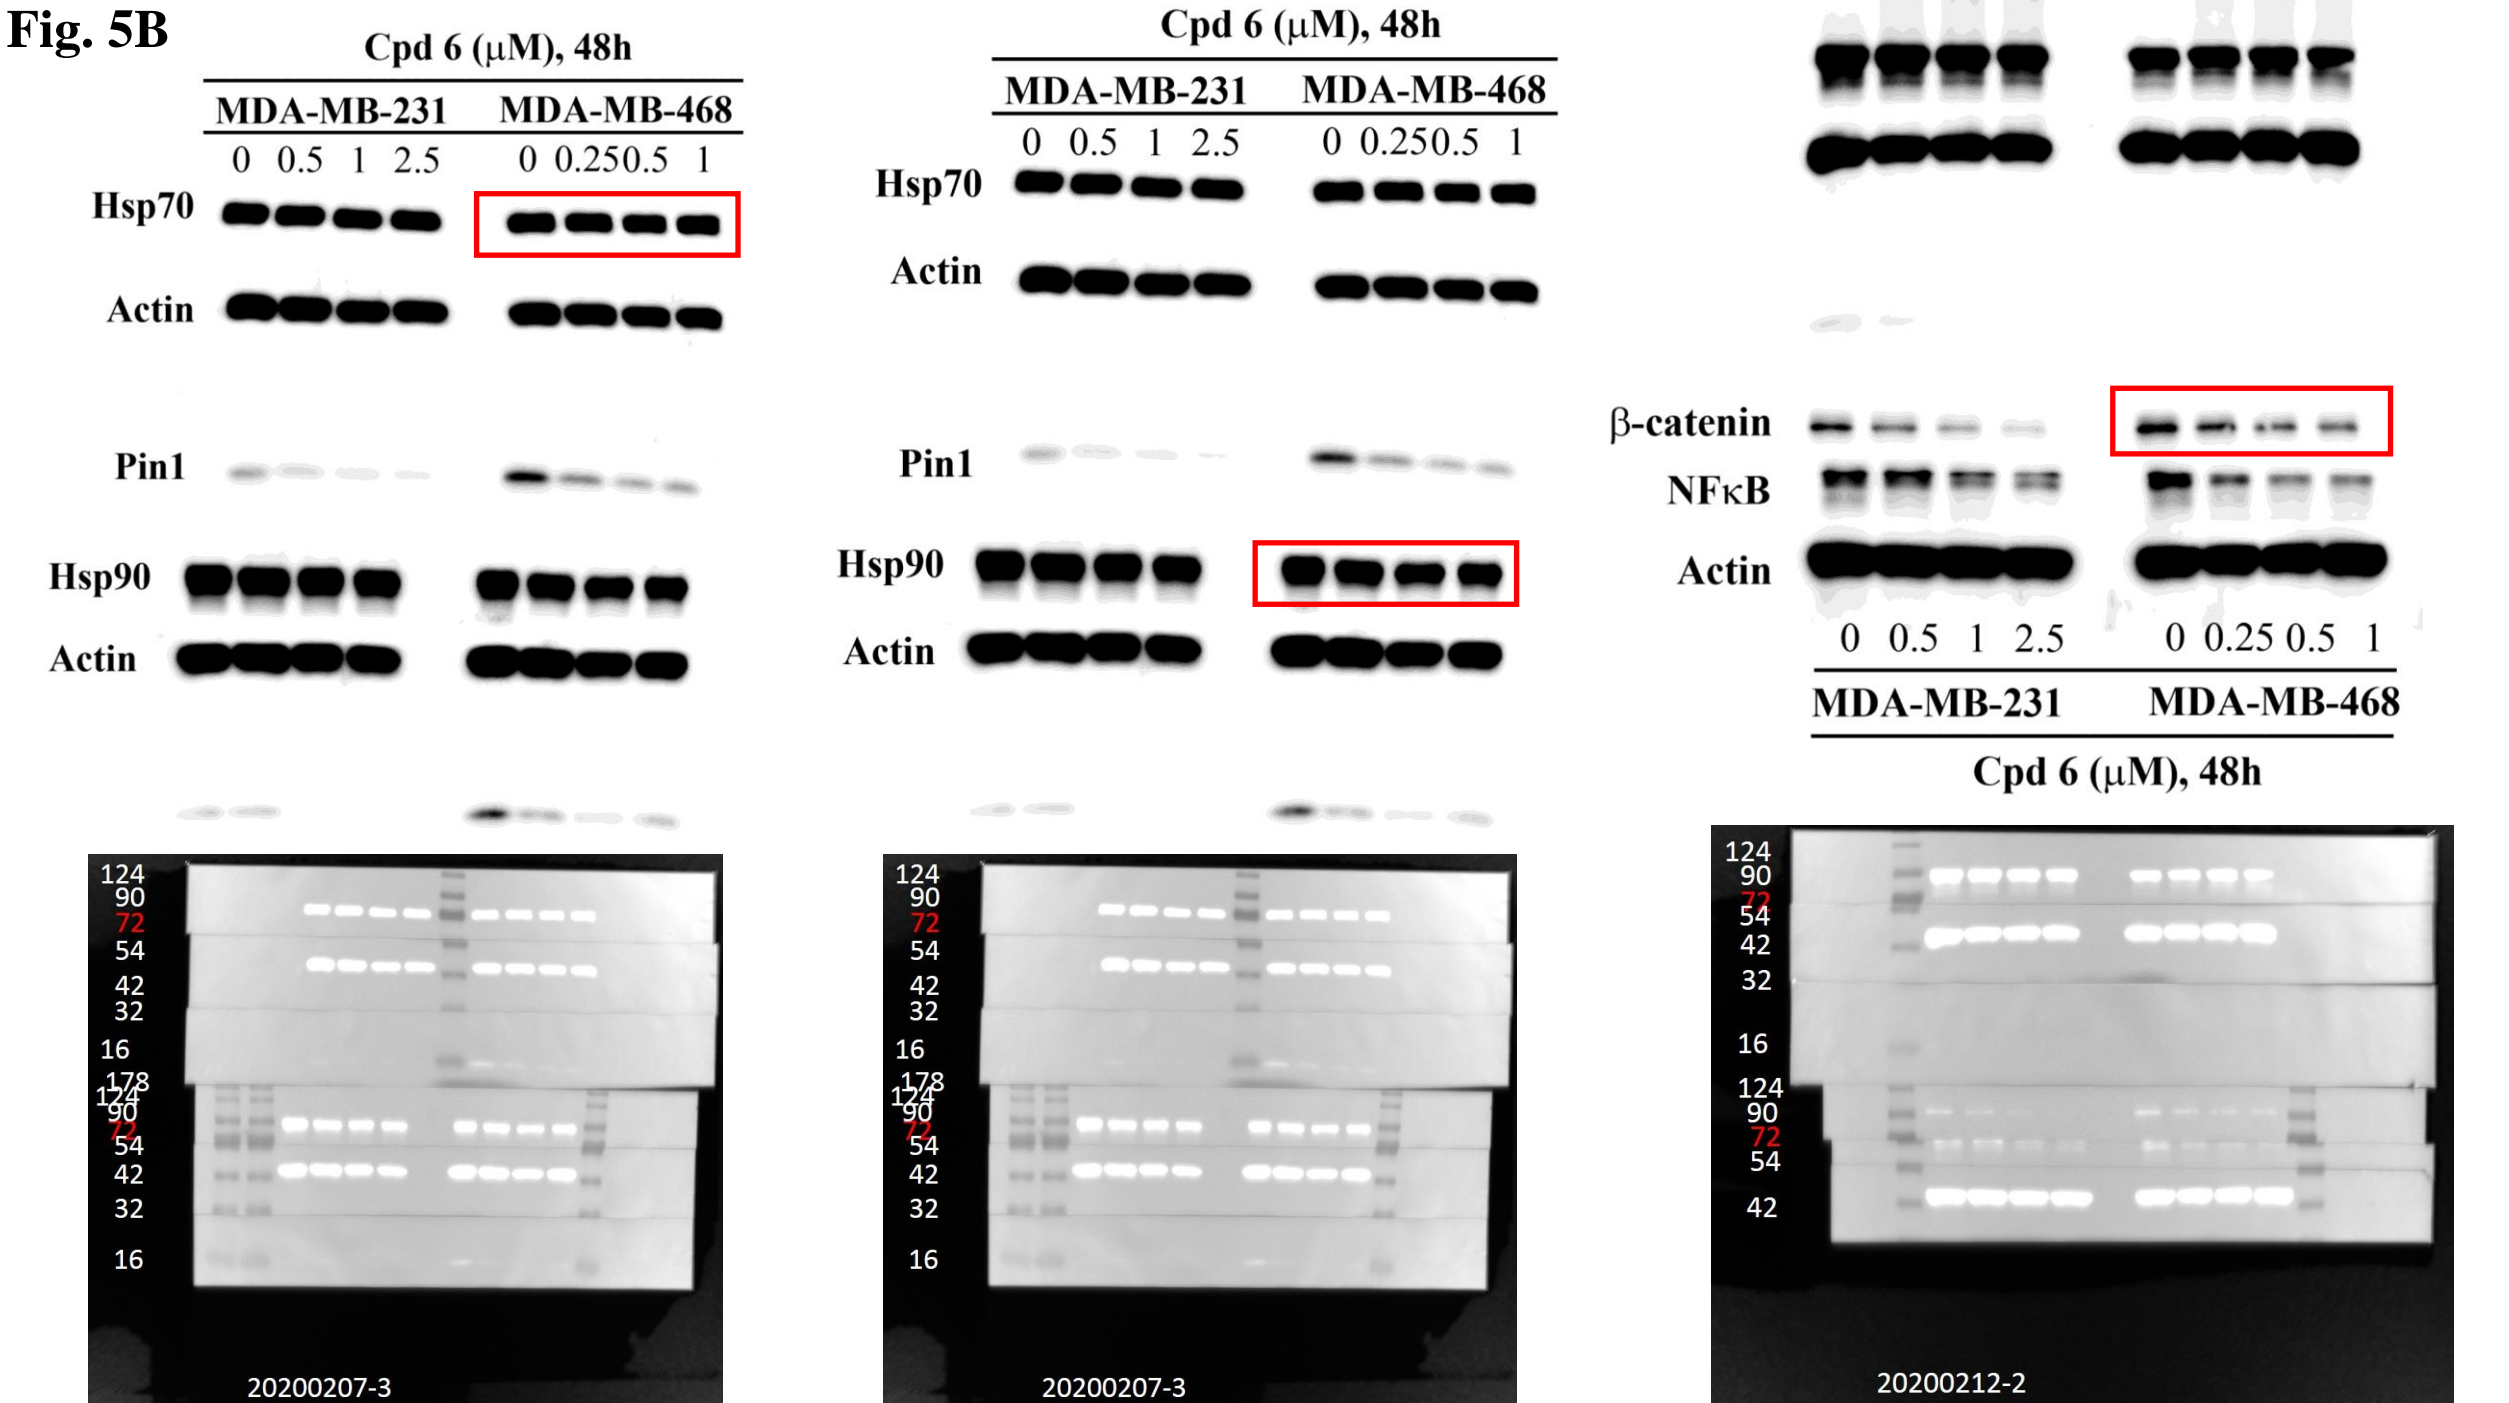 Fig. 5B
Cpd 6 (μM), 48h
MDA-MB-231 MDA-MB-468
0 0.5 1 2.5 0 0.25 0.5 1
Hsp70
Actin
Pin1
Hsp90
Actin
124
90
72
54
42
32
16
178
124
90
72
54
42
32
16
20200207-3
Cpd 6 (μM), 48h
MDA-MB-231 MDA-MB-468
0 0.5 1 2.5 0 0.25 0.5 1
Hsp70
Actin
Pin1
Hsp90
Actin
124
90
72
54
42
32
16
178
124
90
72
54
42
32
16
20200207-3
β-catenin
NFκB
Actin
0 0.5 1 2.5 0 0.25 0.5 1
MDA-MB-231 MDA-MB-468
Cpd 6 (μM), 48h
124
90
72
54
42
32
16
124
90
72
54
42
20200212-2